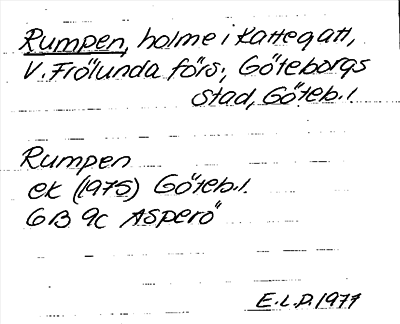 Rumpen, holme i Kattegatt,
V. Frölunda förs., Göteborgs
stad, Göteb. l.
Rumpen
ek (1975) Göteb.l.
6B 9c Asperö
E.L.P. 1977